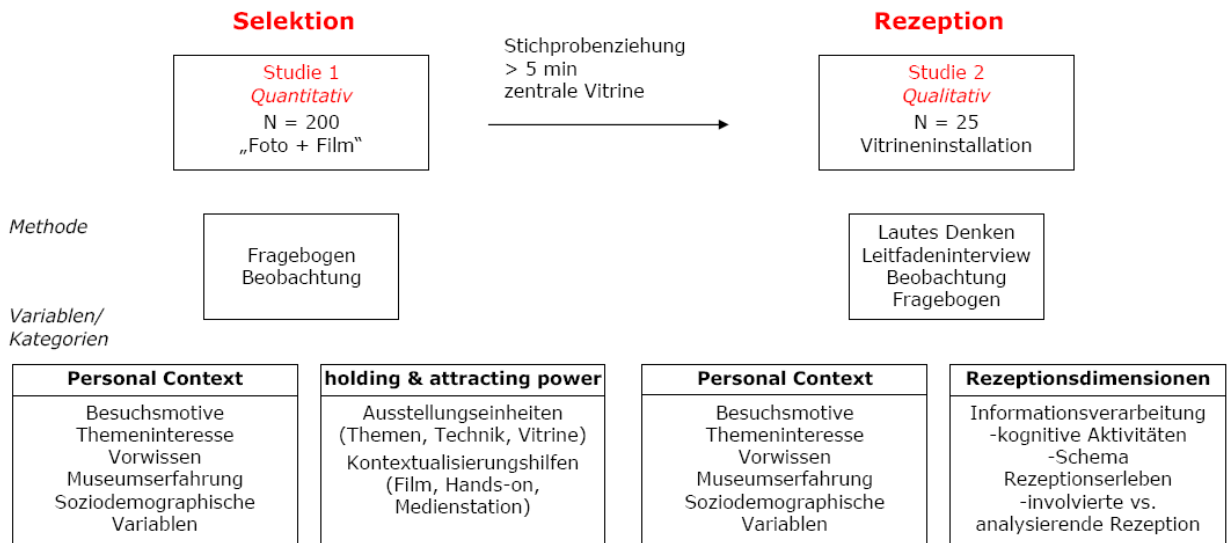 Selektion
Rezeption
Stichprobenziehung
> 5 min
zentrale Vitrine
Studie 1
Quantitativ
N = 200
„Foto + Film“
Studie 2
Qualitativ
N = 25
Vitrineninstallation
Methode
Fragebogen
Beobachtung
Lautes Denken
Leitfadeninterview
Beobachtung
Fragebogen
Variablen/
Kategorien
Personal Context
Besuchsmotive
Themeninteresse
Vorwissen
Museumserfahrung
Soziodemographische
Variablen
holding & attracting power
Ausstellungseinheiten
(Themen, Technik, Vitrine)
Kontextualisierungshilfen
(Film, Hands-on,
Medienstation)
Personal Context
Besuchsmotive
Themeninteresse
Vorwissen
Museumserfahrung
Soziodemographische
Variablen
Rezeptionsdimensionen
Informationsverarbeitung
-kognitive Aktivitäten
-Schema
Rezeptionserleben
-involvierte vs.
analysierende Rezeption